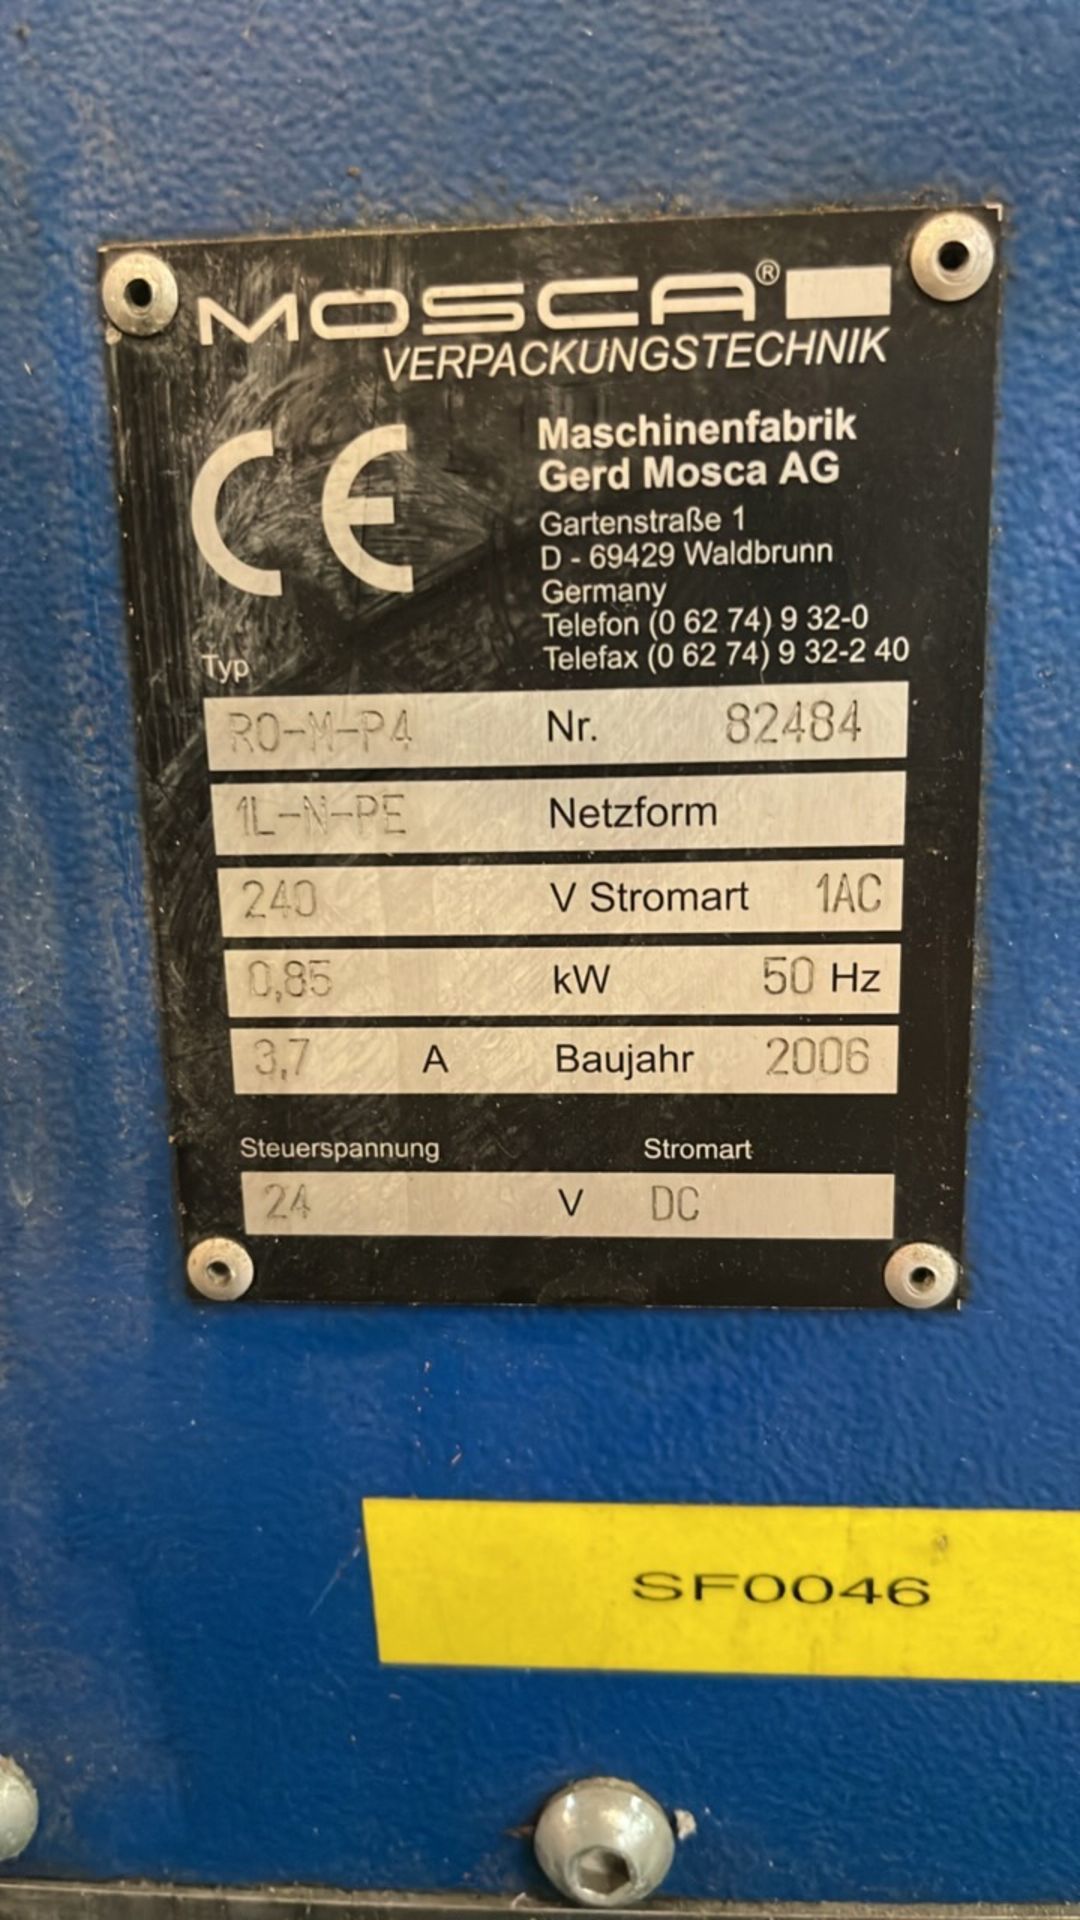 MOSCA®
VERPACKUNGSTECHNIK
CE
Maschinenfabrik
Gerd Mosca AG
Gartenstraße 1
D - 69429 Waldbrunn
Germany
Telefon (0 62 74) 9 32-0
Telefax (0 62 74) 9 32-2 40
Typ
RO-M-P4 Nr. 82484
1L-N-PE Netzform
240 V Stromart 1AC
0,85 kW 50 Hz
3,7 A Baujahr 2006
Steuerspannung Stromart
24 V DC
SF0046